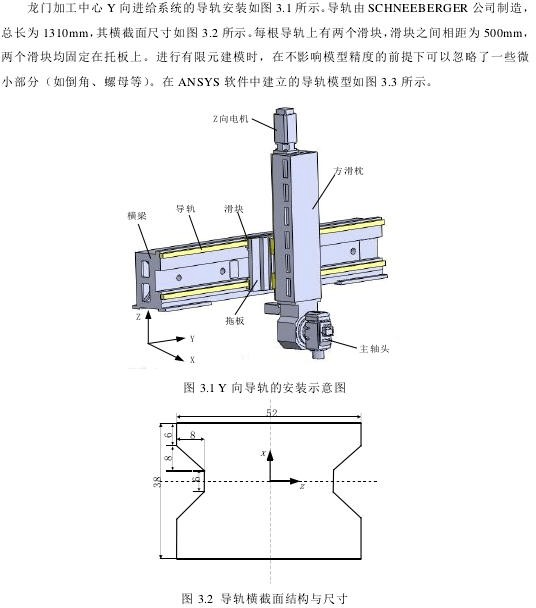 龙门加工中心 Y 向进给系统的导轨安装如图 3.1 所示。导轨由 SCHNEEBERGER 公司制造，
总长为 1310mm，其横截面尺寸如图 3.2 所示。每根导轨上有两个滑块，滑块之间相距为 500mm，
两个滑块均固定在托板上。进行有限元建模时，在不影响模型精度的前提下可以忽略了一些微
小部分（如倒角、螺母等）。在 ANSYS 软件中建立的导轨模型如图 3.3 所示。
Z向电机
方滑枕
导轨
滑块
横梁
Z
Y
X
拖板
主轴头
图 3.1 Y 向导轨的安装示意图
52
6
8
8
x
38
6
z
图 3.2 导轨横截面结构与尺寸